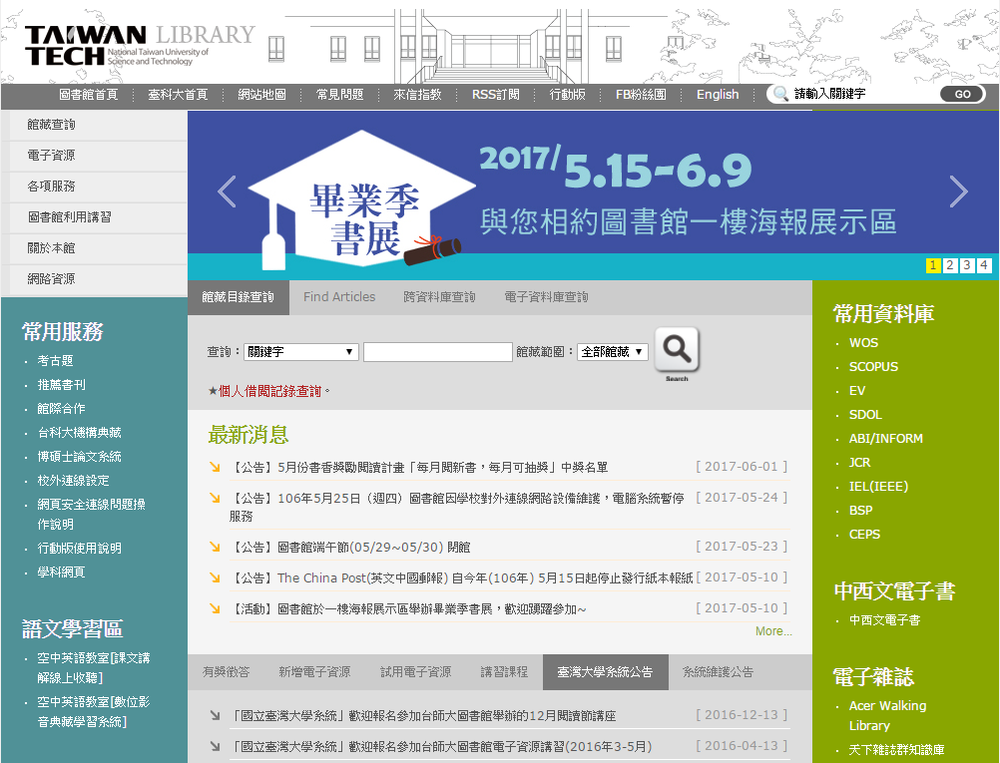 TAIWAN TECH LIBRARY
National Taiwan University of
Science and Technology
圖書館首頁 臺科大首頁 網站地圖 常見問題 來信指教 RSS訂閱 行動版 FB粉絲團 English 請輸入關鍵字 GO
館藏查詢
電子資源
各項服務
圖書館利用講習
關於本館
網路資源
畢業季
書展
2017/5.15-6.9
與您相約圖書館一樓海報展示區
1 2 3 4
常用服務
考古題
推薦書刊
館際合作
台科大機構典藏
博碩士論文系統
校外連線設定
網頁安全連線問題操
作說明
行動版使用說明
學科網頁
語文學習區
空中英語教室[課文講
解線上收聽]
空中英語教室[數位影
音典藏學習系統]
館藏目錄查詢 Find Articles 跨資料庫查詢 電子資料庫查詢
查詢: 關鍵字 館藏範圍: 全部館藏 Search
★個人借閱記錄查詢。
最新消息
【公告】5月份書香獎勵閱讀計畫「每月閱新書,每月可抽獎」中獎名單 [ 2017-06-01 ]
【公告】106年5月25日(週四)圖書館因學校對外連線網路設備維護,電腦系統暫停 [ 2017-05-24 ]
服務
【公告】圖書館端午節(05/29~05/30) 閉館 [ 2017-05-23 ]
【公告】The China Post(英文中國郵報) 自今年(106年) 5月15日起停止發行紙本報紙 [ 2017-05-10 ]
【活動】圖書館於一樓海報展示區舉辦畢業季書展,歡迎踴躍參加~ [ 2017-05-10 ]
More...
有獎徵答 新增電子資源 試用電子資源 講習課程 臺灣大學系統公告 系統維護公告
「國立臺灣大學系統」歡迎報名參加台師大圖書館舉辦的12月閱讀節講座 [ 2016-12-13 ]
「國立臺灣大學系統」歡迎報名參加台師大圖書館電子資源講習(2016年3-5月) [ 2016-04-13 ]
常用資料庫
WOS
SCOPUS
EV
SDOL
ABI/INFORM
JCR
IEL(IEEE)
BSP
CEPS
中西文電子書
中西文電子書
電子雜誌
Acer Walking
Library
天下雜誌群知識庫